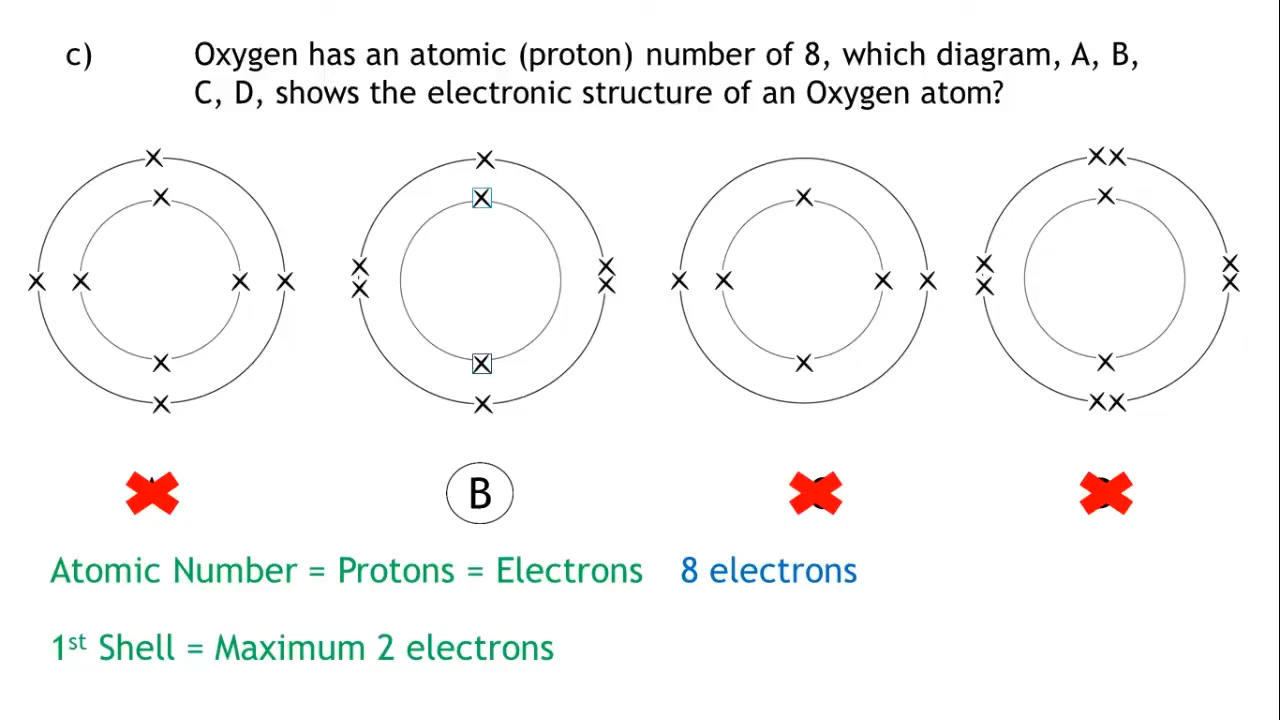 c) Oxygen has an atomic (proton) number of 8, which diagram, A, B,
C, D, shows the electronic structure of an Oxygen atom?
B
Atomic Number = Protons = Electrons 8 electrons
1st Shell = Maximum 2 electrons